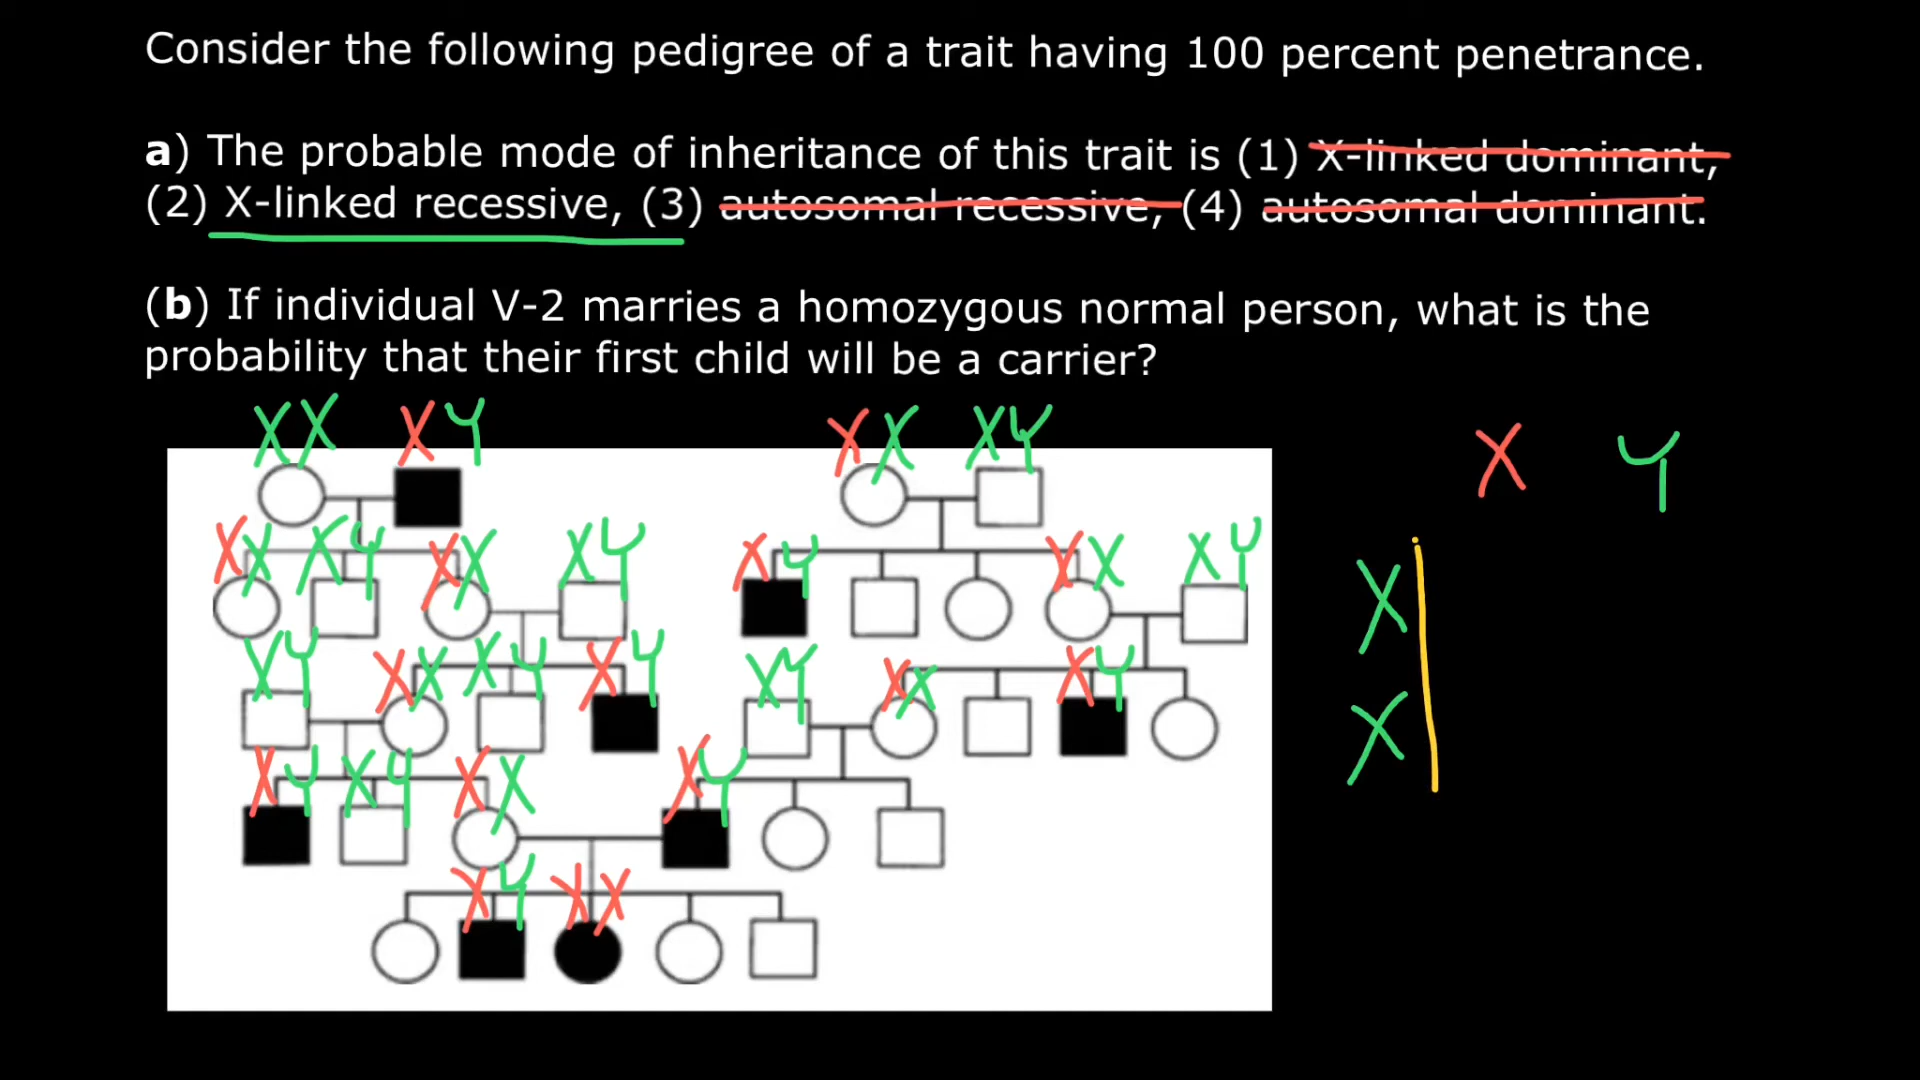 Consider the following pedigree of a trait having 100 percent penetrance.
a) The probable mode of inheritance of this trait is (1) X-linked dominant,
(2) X-linked recessive, (3) autosomal recessive, (4) autosomal dominant.
(b) If individual V-2 marries a homozygous normal person, what is the
probability that their first child will be a carrier?
XX XY XX XY X Y
XX XY XX XY XY XX XY
X
XY XX XY XY XY XX XY
X
XY XY XX XY
XY XX